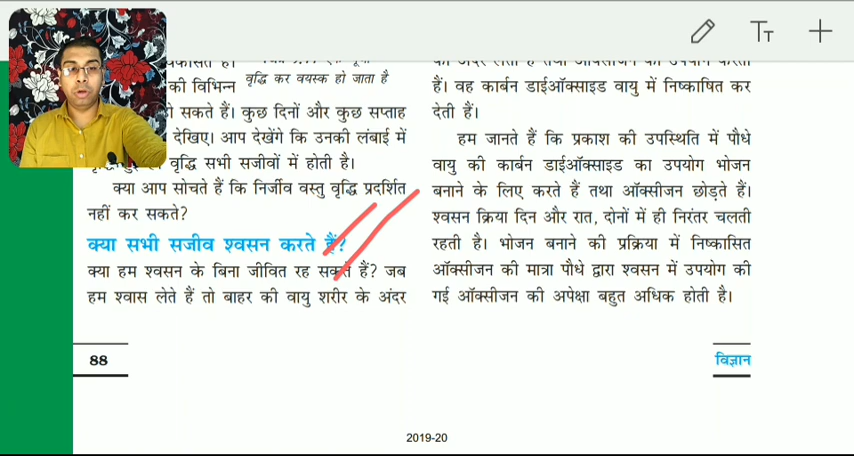 की विभिन्न
वृद्धि कर वयस्क हो जाता है
सकते हैं। कुछ दिनों और कुछ सप्ताह
देखिए। आप देखेंगे कि उनकी लंबाई में
वृद्धि सभी सजीवों में होती है।
क्या आप सोचते हैं कि निर्जीव वस्तु वृद्धि प्रदर्शित
नहीं कर सकते?
क्या सभी सजीव श्वसन करते हैं?
क्या हम श्वसन के बिना जीवित रह सकते हैं? जब
हम श्वास लेते हैं तो बाहर की वायु शरीर के अंदर
हैं। वह कार्बन डाईऑक्साइड वायु में निष्काषित कर
देती हैं।
हम जानते हैं कि प्रकाश की उपस्थिति में पौधे
वायु की कार्बन डाईऑक्साइड का उपयोग भोजन
बनाने के लिए करते हैं तथा ऑक्सीजन छोड़ते हैं।
श्वसन क्रिया दिन और रात, दोनों में ही निरंतर चलती
रहती है। भोजन बनाने की प्रक्रिया में निष्कासित
ऑक्सीजन की मात्रा पौधे द्वारा श्वसन में उपयोग की
गई ऑक्सीजन की अपेक्षा बहुत अधिक होती है।
88
विज्ञान
2019-20